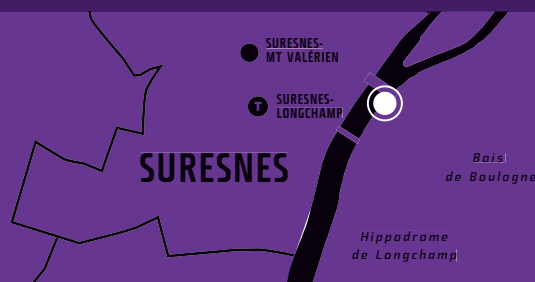 SURESNES-
MT VALÉRIEN
T
SURESNES-
LONGCHAMP
SURESNES
Bois
de Boulogne
Hippodrome
de Longchamp